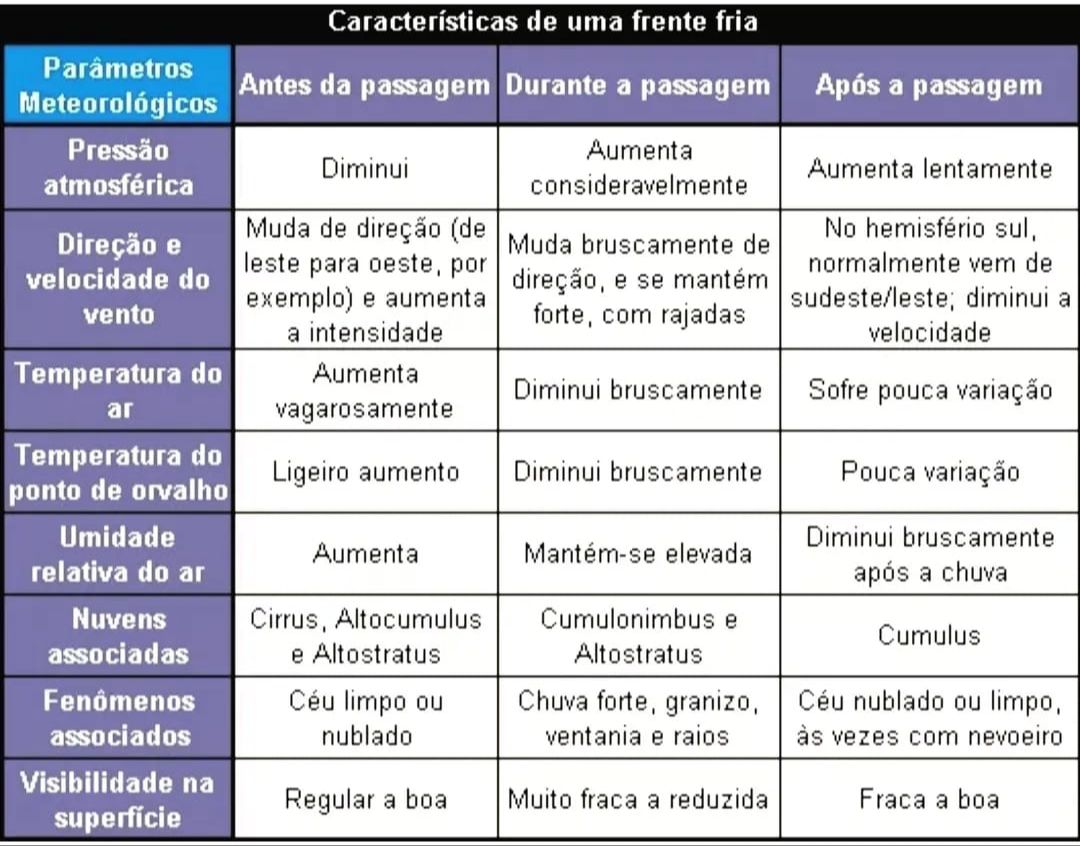 Características de uma frente fria
Parâmetros
Meteorológicos
Antes da passagem
Durante a passagem
Após a passagem
Pressão
atmosférica
Diminui
Aumenta
consideravelmente
Aumenta lentamente
Direção e
velocidade do
vento
Muda de direção (de
leste para oeste, por
exemplo) e aumenta
a intensidade
Muda bruscamente de
direção, e se mantém
forte, com rajadas
No hemisfério sul,
normalmente vem de
sudeste/leste; diminui a
velocidade
Temperatura do
ar
Aumenta
vagarosamente
Diminui bruscamente
Sofre pouca variação
Temperatura do
ponto de orvalho
Ligeiro aumento
Diminui bruscamente
Pouca variação
Umidade
relativa do ar
Aumenta
Mantém-se elevada
Diminui bruscamente
após a chuva
Nuvens
associadas
Cirrus, Altocumulus
e Altostratus
Cumulonimbus e
Altostratus
Cumulus
Fenômenos
associados
Céu limpo ou
nublado
Chuva forte, granizo,
ventania e raios
Céu nublado ou limpo,
às vezes com nevoeiro
Visibilidade na
superfície
Regular a boa
Muito fraca a reduzida
Fraca a boa